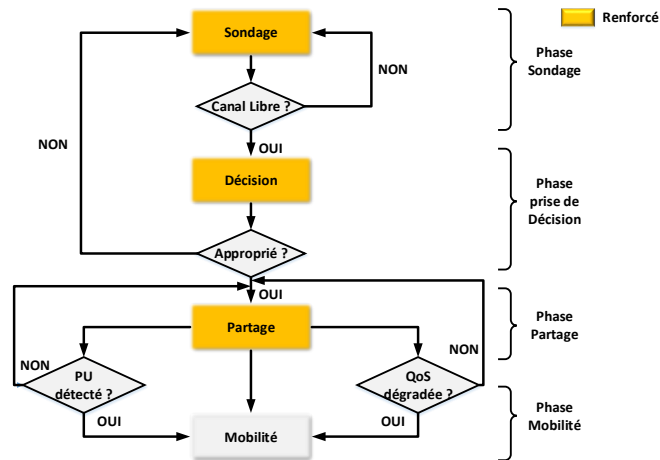 Renforcé
Sondage
NON
Phase
Sondage
Canal Libre ?
NON
OUI
Décision
Phase
prise de
Décision
Approprié ?
OUI
Partage
Phase
Partage
NON
NON
PU
détecté ?
QoS
dégradée ?
OUI
OUI
Mobilité
Phase
Mobilité